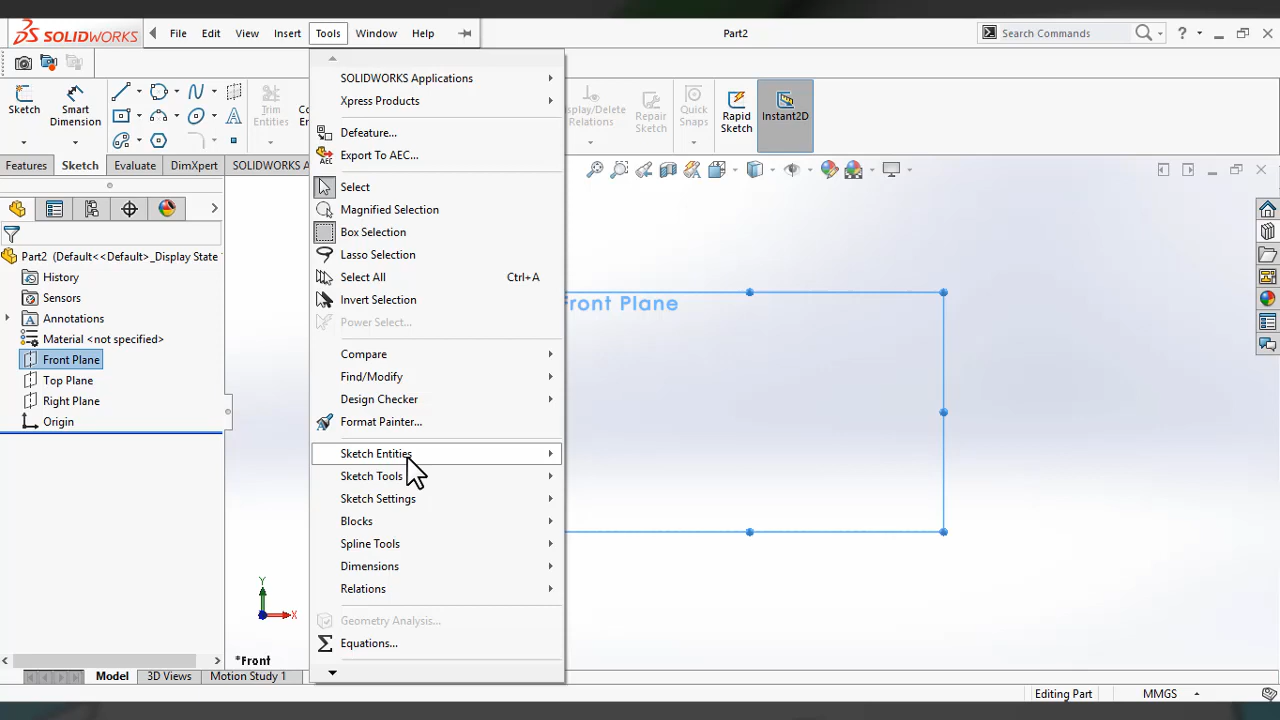 SOLIDWORKS File Edit View Insert Tools Window Help Part2 Search Commands
Sketch Smart Dimension Trim Entities Display/Delete Relations Repair Sketch Quick Snaps Rapid Sketch Instant2D
Features Sketch Evaluate DimXpert SOLIDWORKS A
Part2 (Default<<Default>_Display State
History
Sensors
Annotations
Material <not specified>
Front Plane
Top Plane
Right Plane
Origin
SOLIDWORKS Applications
Xpress Products
Defeature...
Export To AEC...
Select
Magnified Selection
Box Selection
Lasso Selection
Select All Ctrl+A
Invert Selection
Power Select...
Compare
Find/Modify
Design Checker
Format Painter...
Sketch Entities
Sketch Tools
Sketch Settings
Blocks
Spline Tools
Dimensions
Relations
Geometry Analysis...
Equations...
Front Plane
Y
X
*Front
Model 3D Views Motion Study 1
Editing Part MMGS